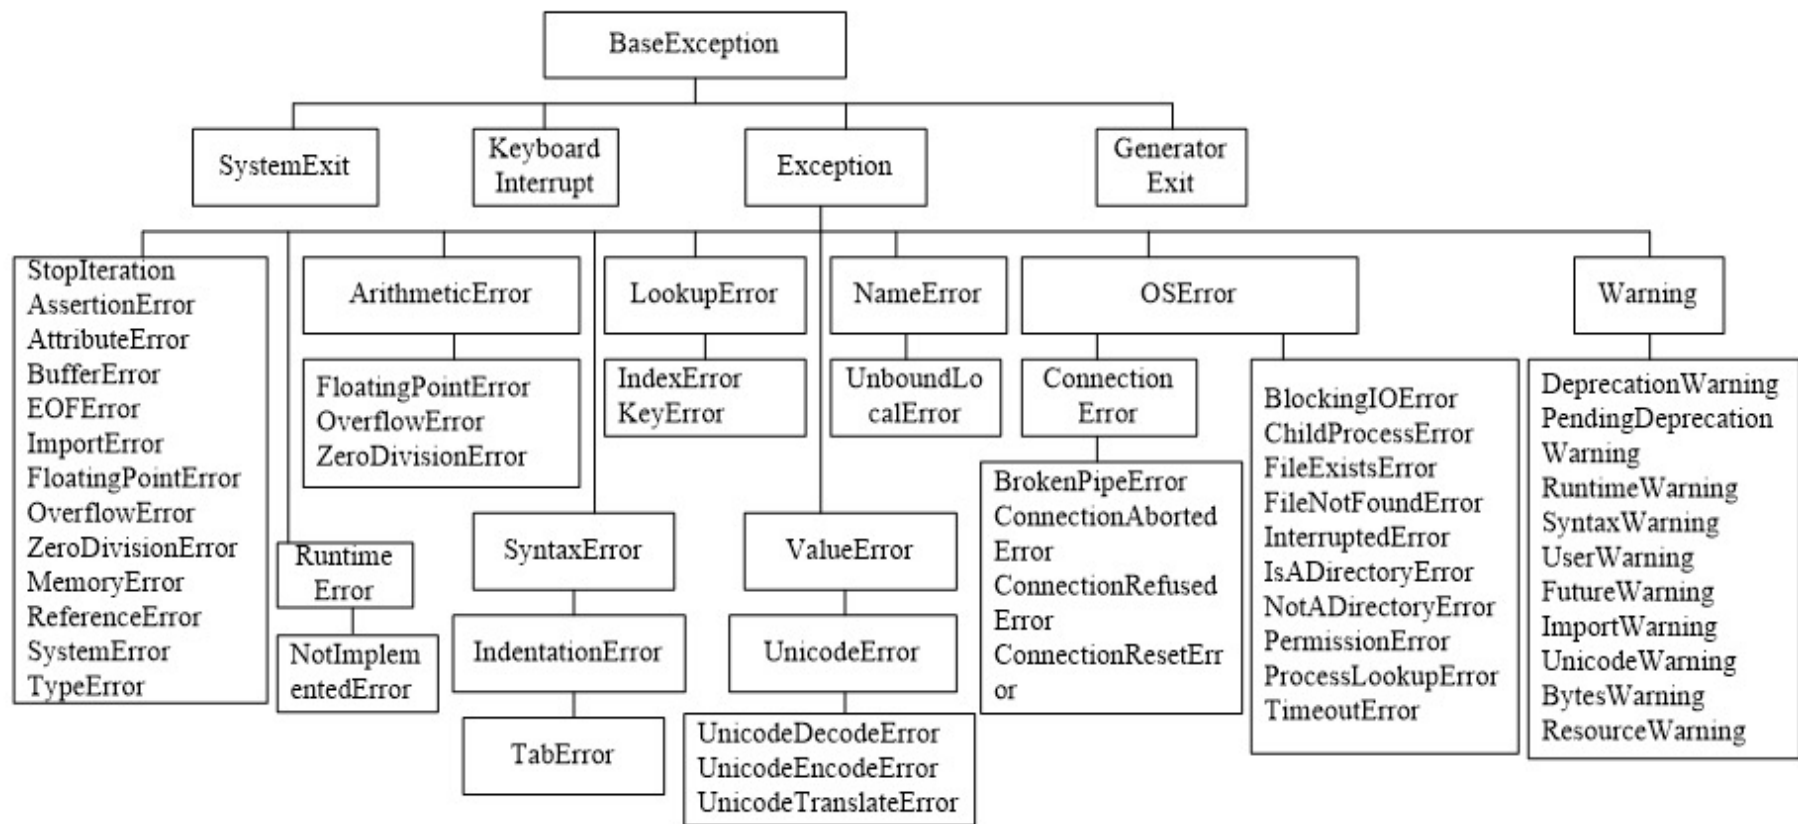 BaseException
SystemExit
Keyboard
Interrupt
Exception
Generator
Exit
StopIteration
AssertionError
AttributeError
BufferError
EOFError
ImportError
FloatingPointError
OverflowError
ZeroDivisionError
MemoryError
ReferenceError
SystemError
TypeError
Runtime
Error
NotImplem
entedError
ArithmeticError
FloatingPointError
OverflowError
ZeroDivisionError
SyntaxError
IndentationError
TabError
LookupError
IndexError
KeyError
ValueError
UnicodeError
UnicodeDecodeError
UnicodeEncodeError
UnicodeTranslateError
NameError
UnboundLo
calError
OSError
Connection
Error
BrokenPipeError
ConnectionAborted
Error
ConnectionRefused
Error
ConnectionResetErr
or
BlockingIOError
ChildProcessError
FileExistsError
FileNotFoundError
InterruptedError
IsADirectoryError
NotADirectoryError
PermissionError
ProcessLookupError
TimeoutError
Warning
DeprecationWarning
PendingDeprecation
Warning
RuntimeWarning
SyntaxWarning
UserWarning
FutureWarning
ImportWarning
UnicodeWarning
BytesWarning
ResourceWarning